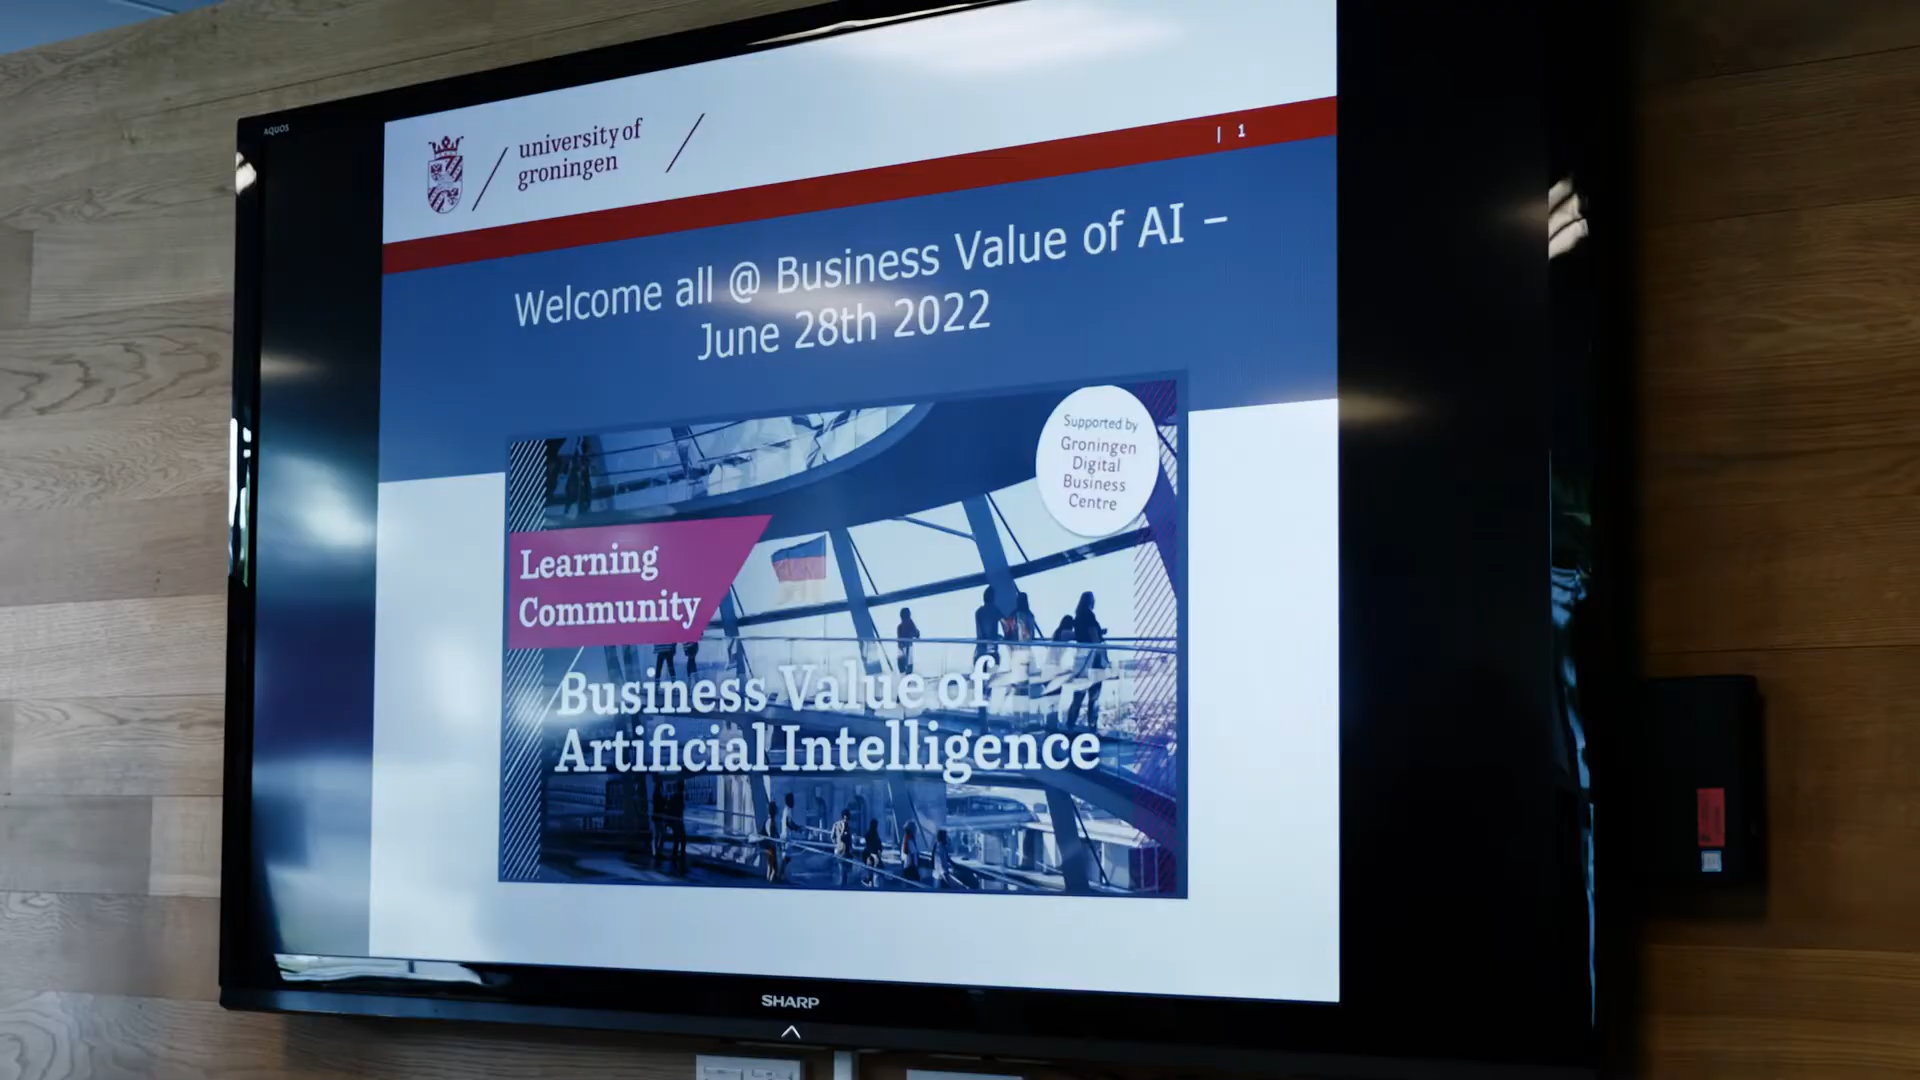 AQUOS
university of
groningen
| 1
Welcome all @ Business Value of AI –
June 28th 2022
Supported by
Groningen
Digital
Business
Centre
Learning
Community
Business Value of
Artificial Intelligence
SHARP